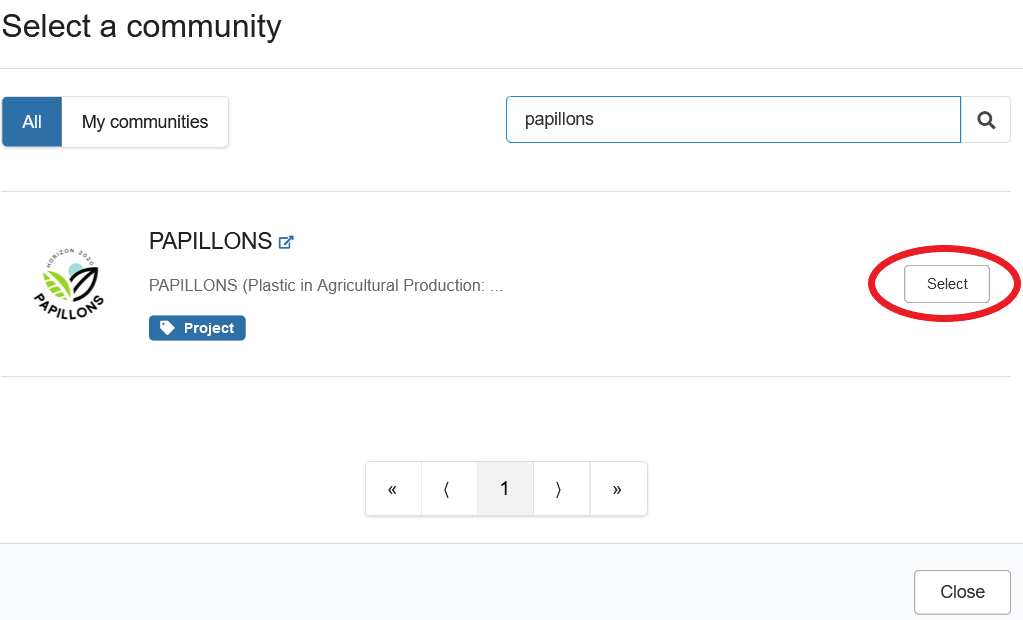 Select a community
All
My communities
papillons
HORIZON 2020
PAPILLONS
PAPILLONS
PAPILLONS (Plastic in Agricultural Production: ...
Select
Project
« ⟨ 1 ⟩ »
Close